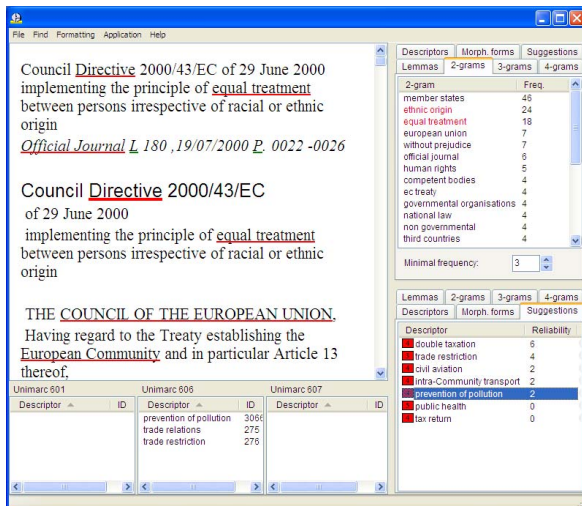 File Find Formatting Application Help
Council Directive 2000/43/EC of 29 June 2000
implementing the principle of equal treatment
between persons irrespective of racial or ethnic
origin
Official Journal L 180 ,19/07/2000 P. 0022 -0026
Council Directive 2000/43/EC
of 29 June 2000
implementing the principle of equal treatment
between persons irrespective of racial or ethnic
origin
THE COUNCIL OF THE EUROPEAN UNION,
Having regard to the Treaty establishing the
European Community and in particular Article 13
thereof,
Descriptors Morph. forms Suggestions
Lemmas 2-grams 3-grams 4-grams
2-gram Freq.
member states 46
ethnic origin 24
equal treatment 18
european union 7
without prejudice 7
official journal 6
human rights 5
competent bodies 4
ec treaty 4
governmental organisations 4
national law 4
non governmental 4
third countries 4
Minimal frequency: 3
Lemmas 2-grams 3-grams 4-grams
Descriptors Morph. forms Suggestions
Descriptor Reliability
double taxation 6
trade restriction 4
civil aviation 2
intra-Community transport 2
prevention of pollution 2
public health 0
tax return 0
Unimarc 601 Unimarc 606 Unimarc 607
Descriptor ID Descriptor ID Descriptor ID
prevention of pollution 3066
trade relations 275
trade restriction 276